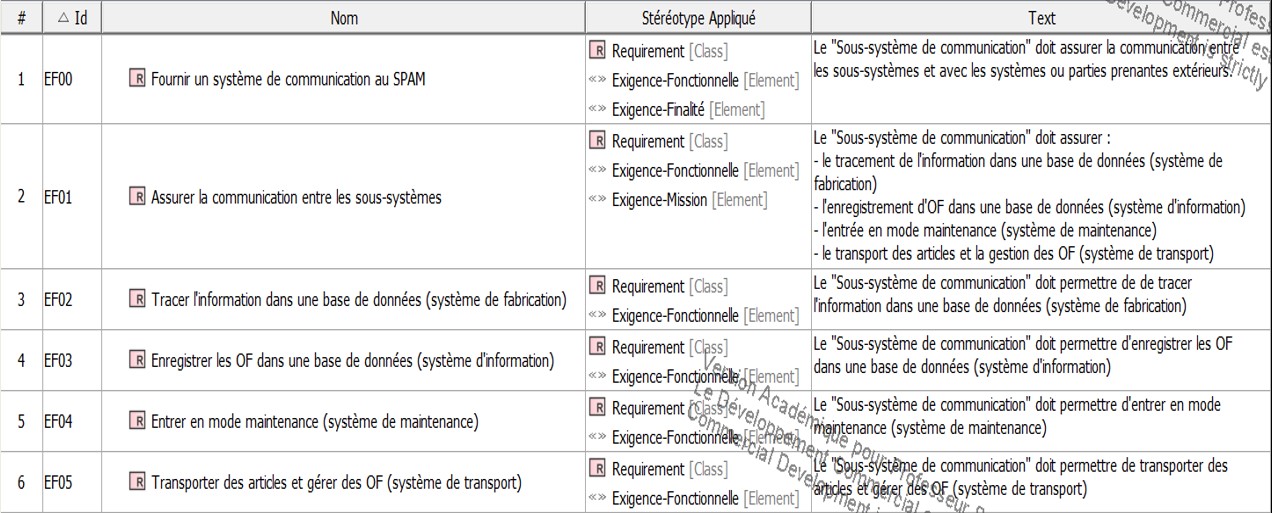 # △ Id Nom Stéréotype Appliqué Text
1 EF00 R Fournir un système de communication au SPAM
R Requirement [Class]
«» Exigence-Fonctionnelle [Element]
«» Exigence-Finalité [Element]
Le "Sous-système de communication" doit assurer la communication entre
les sous-systèmes et avec les systèmes ou parties prenantes extérieurs.
2 EF01 R Assurer la communication entre les sous-systèmes
R Requirement [Class]
«» Exigence-Fonctionnelle [Element]
«» Exigence-Mission [Element]
Le "Sous-système de communication" doit assurer :
- le tracement de l'information dans une base de données (système de
fabrication)
- l'enregistrement d'OF dans une base de données (système d'information)
- l'entrée en mode maintenance (système de maintenance)
- le transport des articles et la gestion des OF (système de transport)
3 EF02 R Tracer l'information dans une base de données (système de fabrication)
R Requirement [Class]
«» Exigence-Fonctionnelle [Element]
Le "Sous-système de communication" doit permettre de de tracer
l'information dans une base de données (système de fabrication)
4 EF03 R Enregistrer les OF dans une base de données (système d'information)
R Requirement [Class]
«» Exigence-Fonctionnelle [Element]
Le "Sous-système de communication" doit permettre d'enregistrer les OF
dans une base de données (système d'information)
5 EF04 R Entrer en mode maintenance (système de maintenance)
R Requirement [Class]
«» Exigence-Fonctionnelle [Element]
Le "Sous-système de communication" doit permettre d'entrer en mode
maintenance (système de maintenance)
6 EF05 R Transporter des articles et gérer des OF (système de transport)
R Requirement [Class]
«» Exigence-Fonctionnelle [Element]
Le "Sous-système de communication" doit permettre de transporter des
articles et gérer des OF (système de transport)
Commercial est
Development is strictly
Version Académique pour Professeur
Le Développement Commercial es
Commercial Development